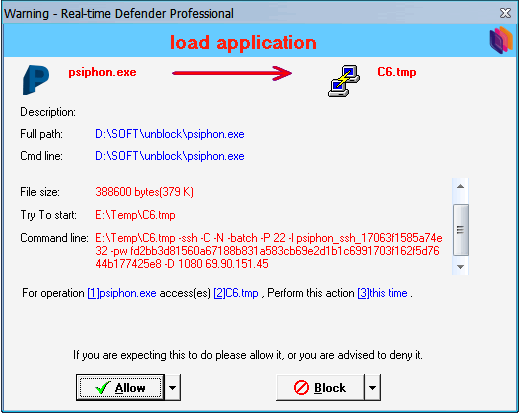 Warning - Real-time Defender Professional
load application
psiphon.exe
C6.tmp
Description:
Full path: D:\SOFT\unblock\psiphon.exe
Cmd line: D:\SOFT\unblock\psiphon.exe
File size: 388600 bytes(379 K)
Try To start: E:\Temp\C6.tmp
Command line: E:\Temp\C6.tmp -ssh -C -N -batch -P 22 -l psiphon_ssh_17063f1585a74e
32 -pw fd2bb3d81560a67188b831a583cb69e2d1b1c6991703f162f5d76
44b177425e8 -D 1080 69.90.151.45
For operation [1]psiphon.exe access(es) [2]C6.tmp , Perform this action [3]this time .
If you are expecting this to do please allow it, or you are advised to deny it.
Allow
Block